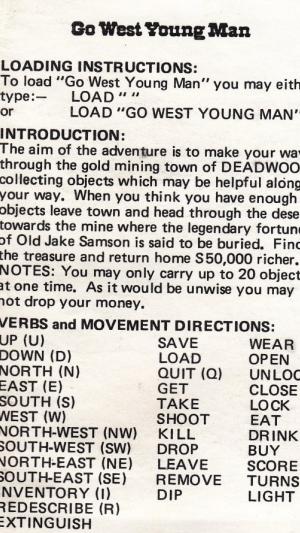 Go West Young Man
LOADING INSTRUCTIONS:
To load "Go West Young Man" you may eith
type:— LOAD " "
or LOAD "GO WEST YOUNG MAN"
INTRODUCTION:
The aim of the adventure is to make your way
through the gold mining town of DEADWOO
collecting objects which may be helpful along
your way. When you think you have enough
objects leave town and head through the dese
towards the mine where the legendary fortun
of Old Jake Samson is said to be buried. Find
the treasure and return home $50,000 richer.
NOTES: You may only carry up to 20 object
at one time. As it would be unwise you may
not drop your money.
VERBS and MOVEMENT DIRECTIONS:
UP (U) SAVE WEAR
DOWN (D) LOAD OPEN
NORTH (N) QUIT (Q) UNLOC
EAST (E) GET CLOSE
SOUTH (S) TAKE LOCK
WEST (W) SHOOT EAT
NORTH-WEST (NW) KILL DRINK
SOUTH-WEST (SW) DROP BUY
NORTH-EAST (NE) LEAVE SCORE
SOUTH-EAST (SE) REMOVE TURNS
INVENTORY (I) DIP LIGHT
REDESCRIBE (R)
EXTINGUISH